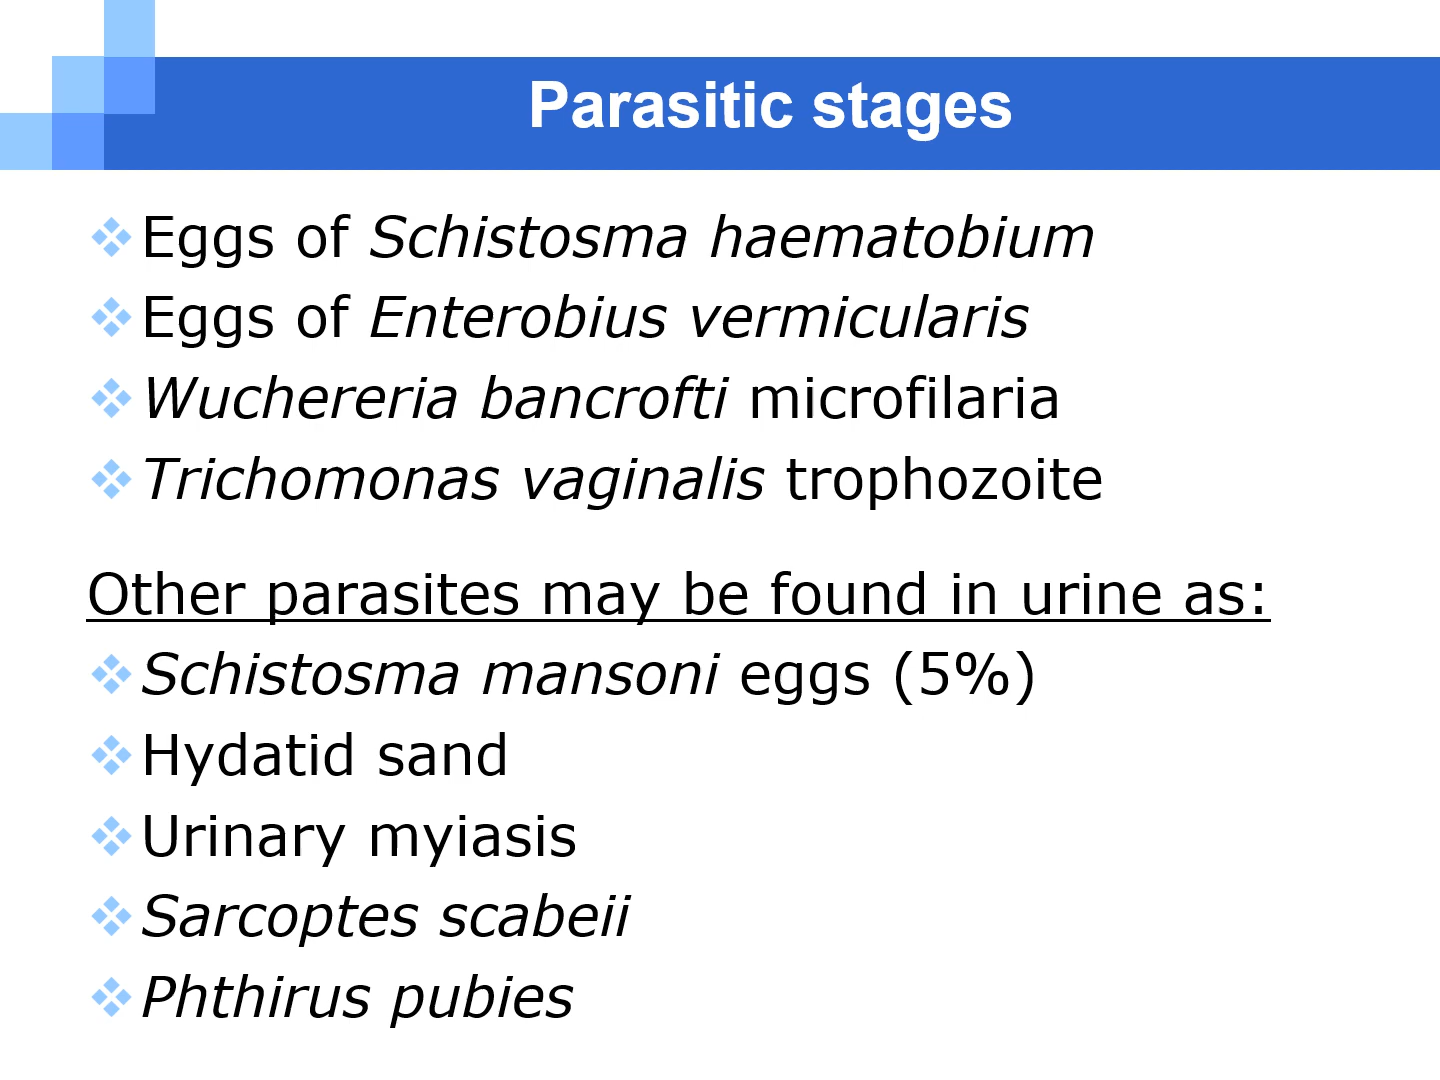 Parasitic stages
Eggs of Schistosma haematobium
Eggs of Enterobius vermicularis
Wuchereria bancrofti microfilaria
Trichomonas vaginalis trophozoite
Other parasites may be found in urine as:
Schistosma mansoni eggs (5%)
Hydatid sand
Urinary myiasis
Sarcoptes scabeii
Phthirus pubies